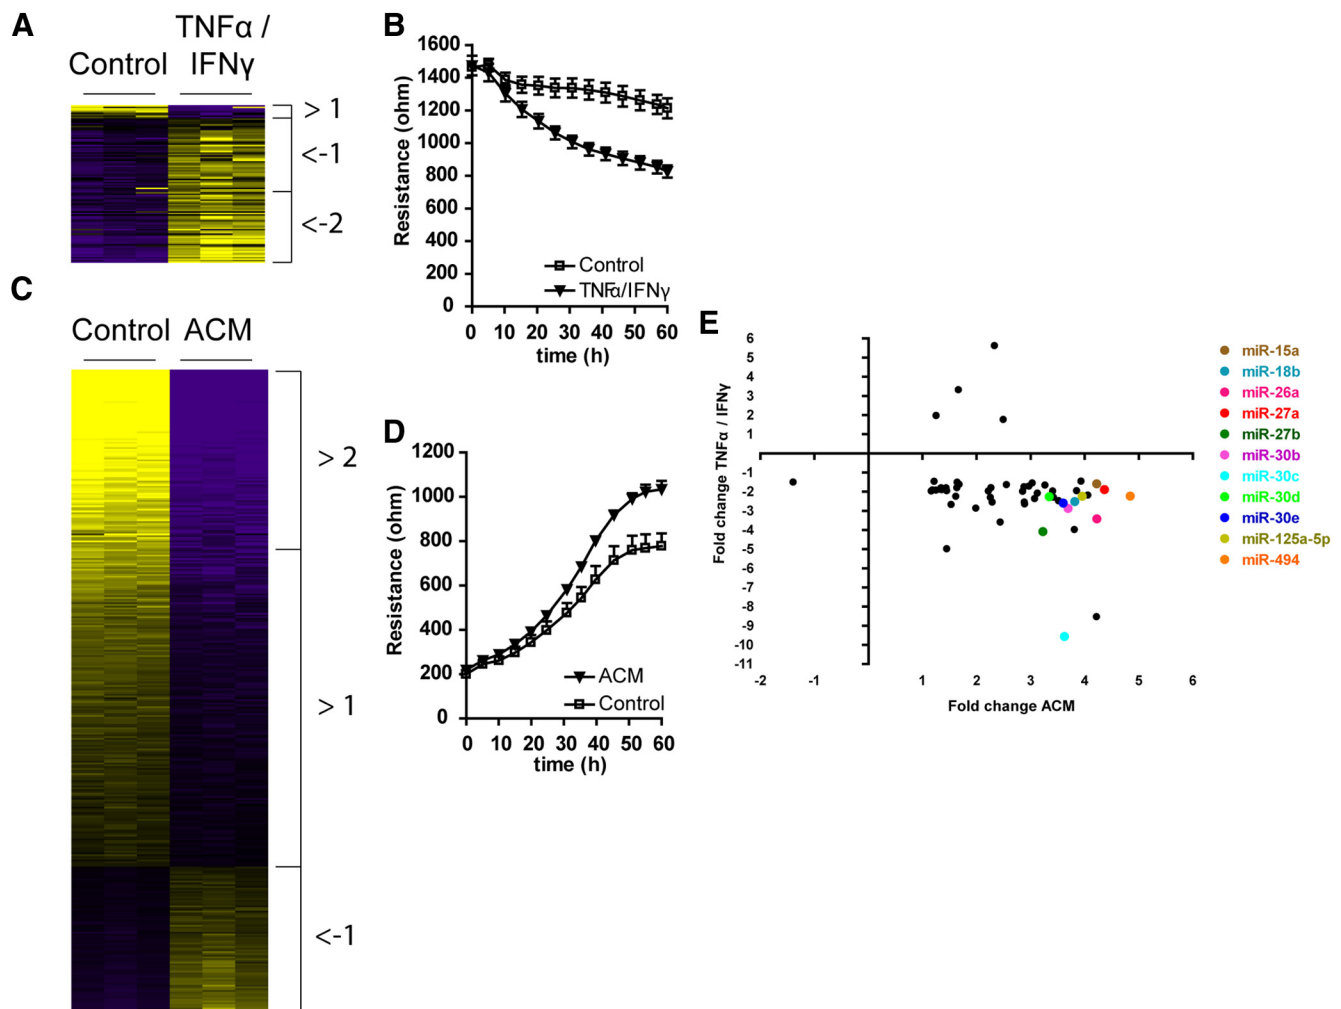 A
Control
TNFα /
IFNγ
> 1
<-1
<-2
B
1600
1400
1200
1000
800
600
400
200
0
Resistance (ohm)
Control
TNFα/IFNγ
0 10 20 30 40 50 60
time (h)
C
Control ACM
> 2
> 1
<-1
D
1200
1000
800
600
400
200
0
Resistance (ohm)
ACM
Control
0 10 20 30 40 50 60
time (h)
E
6
5
4
3
2
1
-1
-2
-3
-4
-5
-6
-7
-8
-9
-10
-11
Fold change TNFα / IFNγ
-2 -1 1 2 3 4 5 6
Fold change ACM
miR-15a
miR-18b
miR-26a
miR-27a
miR-27b
miR-30b
miR-30c
miR-30d
miR-30e
miR-125a-5p
miR-494